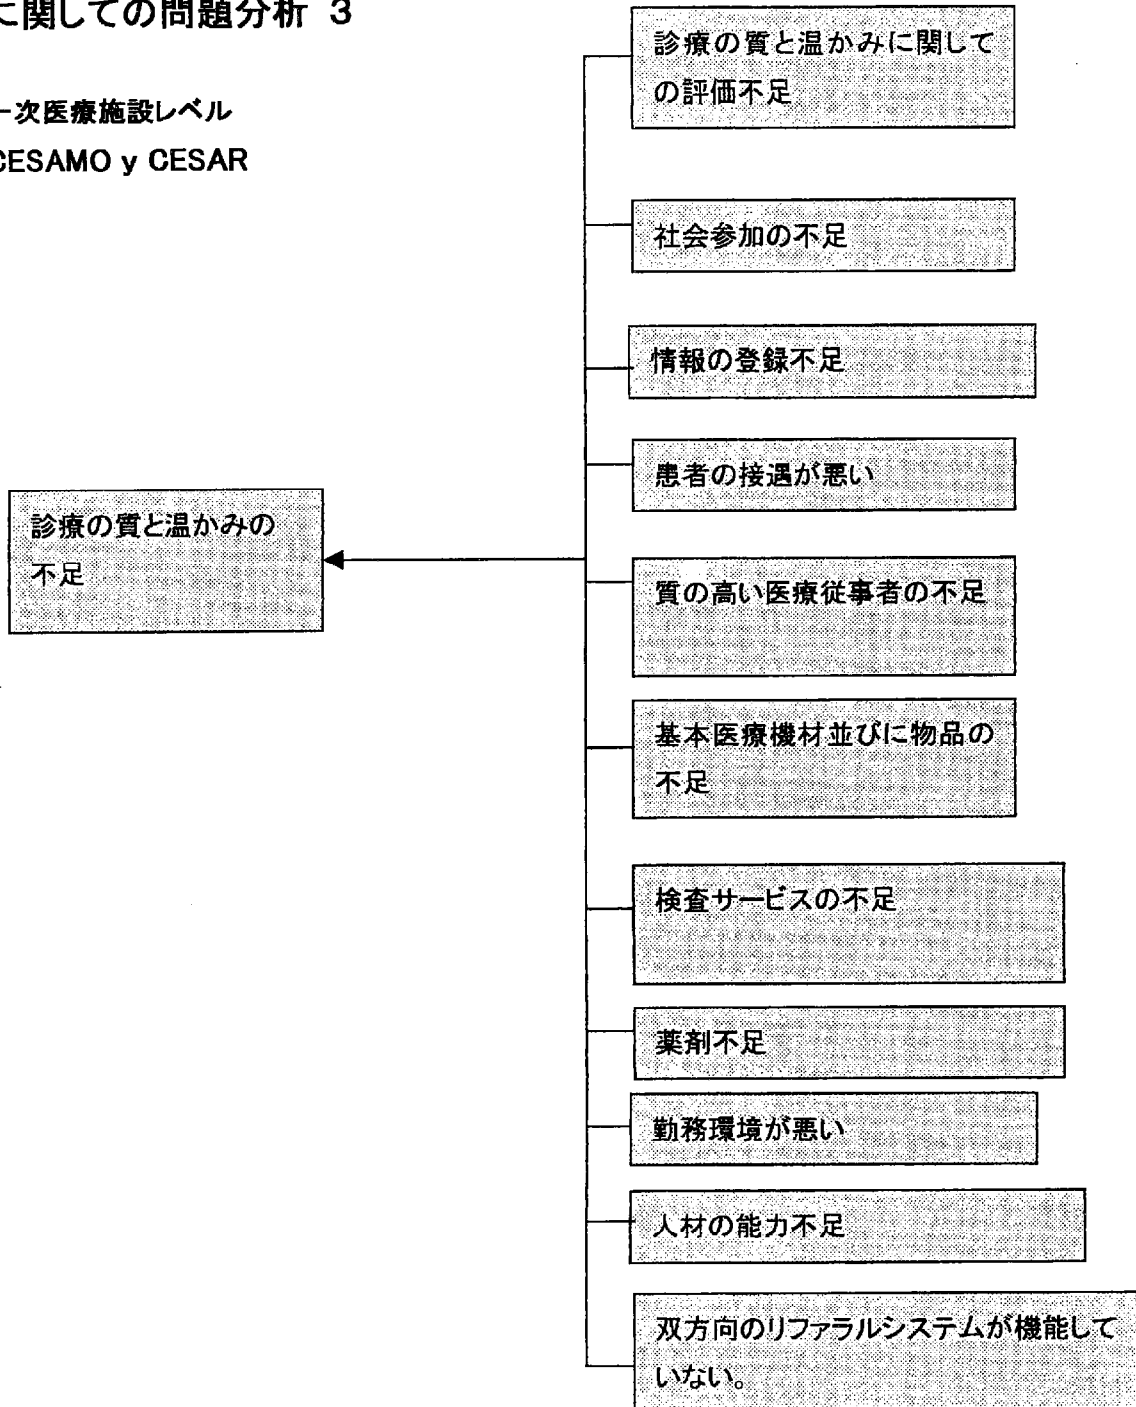 に関しての問題分析 3
一次医療施設レベル
CESAMO y CESAR
診療の質と温かみに関して
の評価不足
社会参加の不足
情報の登録不足
患者の接遇が悪い
診療の質と温かみの
不足
質の高い医療従事者の不足
基本医療機材並びに物品の
不足
検査サービスの不足
薬剤不足
勤務環境が悪い
人材の能力不足
双方向のリファラルシステムが機能して
いない。